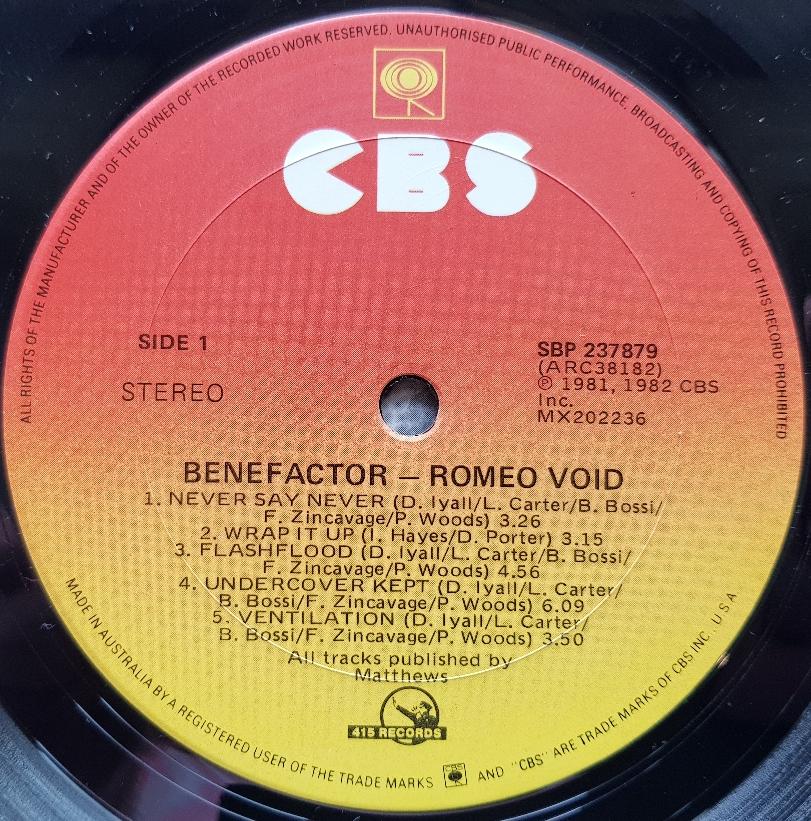 ALL RIGHTS OF THE MANUFACTURER AND OF THE OWNER OF THE RECORDED WORK RESERVED. UNAUTHORISED PUBLIC PERFORMANCE, BROADCASTING AND COPYING OF THIS RECORD PROHIBITED
CBS
SIDE 1
STEREO
SBP 237879
(ARC38182)
℗ 1981, 1982 CBS
Inc.
MX202236
BENEFACTOR – ROMEO VOID
1. NEVER SAY NEVER (D. Iyall/L. Carter/B. Bossi/
F. Zincavage/P. Woods) 3.26
2. WRAP IT UP (I. Hayes/D. Porter) 3.15
3. FLASHFLOOD (D. Iyall/L. Carter/B. Bossi/
F. Zincavage/P. Woods) 4.56
4. UNDERCOVER KEPT (D. Iyall/L. Carter/
B. Bossi/F. Zincavage/P. Woods) 6.09
5. VENTILATION (D. Iyall/L. Carter/
B. Bossi/F. Zincavage/P. Woods) 3.50
All tracks published by
Matthews
415 RECORDS
MADE IN AUSTRALIA BY A REGISTERED USER OF THE TRADE MARKS CBS AND "CBS" ARE TRADE MARKS OF CBS INC. U.S.A